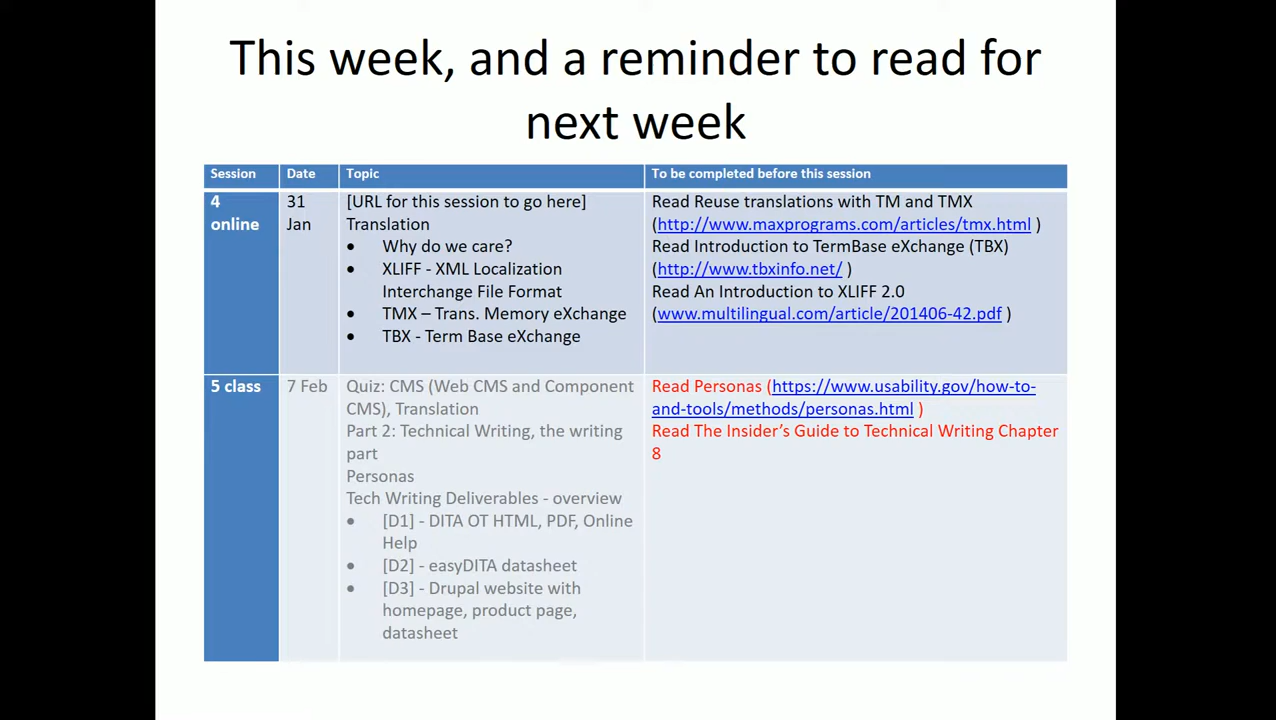 This week, and a reminder to read for
next week
Session Date Topic To be completed before this session
4
online
31
Jan
[URL for this session to go here]
Translation
• Why do we care?
• XLIFF - XML Localization
Interchange File Format
• TMX – Trans. Memory eXchange
• TBX - Term Base eXchange
Read Reuse translations with TM and TMX
(http://www.maxprograms.com/articles/tmx.html )
Read Introduction to TermBase eXchange (TBX)
(http://www.tbxinfo.net/ )
Read An Introduction to XLIFF 2.0
(www.multilingual.com/article/201406-42.pdf )
5 class
7 Feb
Quiz: CMS (Web CMS and Component
CMS), Translation
Part 2: Technical Writing, the writing
part
Personas
Tech Writing Deliverables - overview
• [D1] - DITA OT HTML, PDF, Online
Help
• [D2] - easyDITA datasheet
• [D3] - Drupal website with
homepage, product page,
datasheet
Read Personas (https://www.usability.gov/how-to-
and-tools/methods/personas.html )
Read The Insider’s Guide to Technical Writing Chapter
8